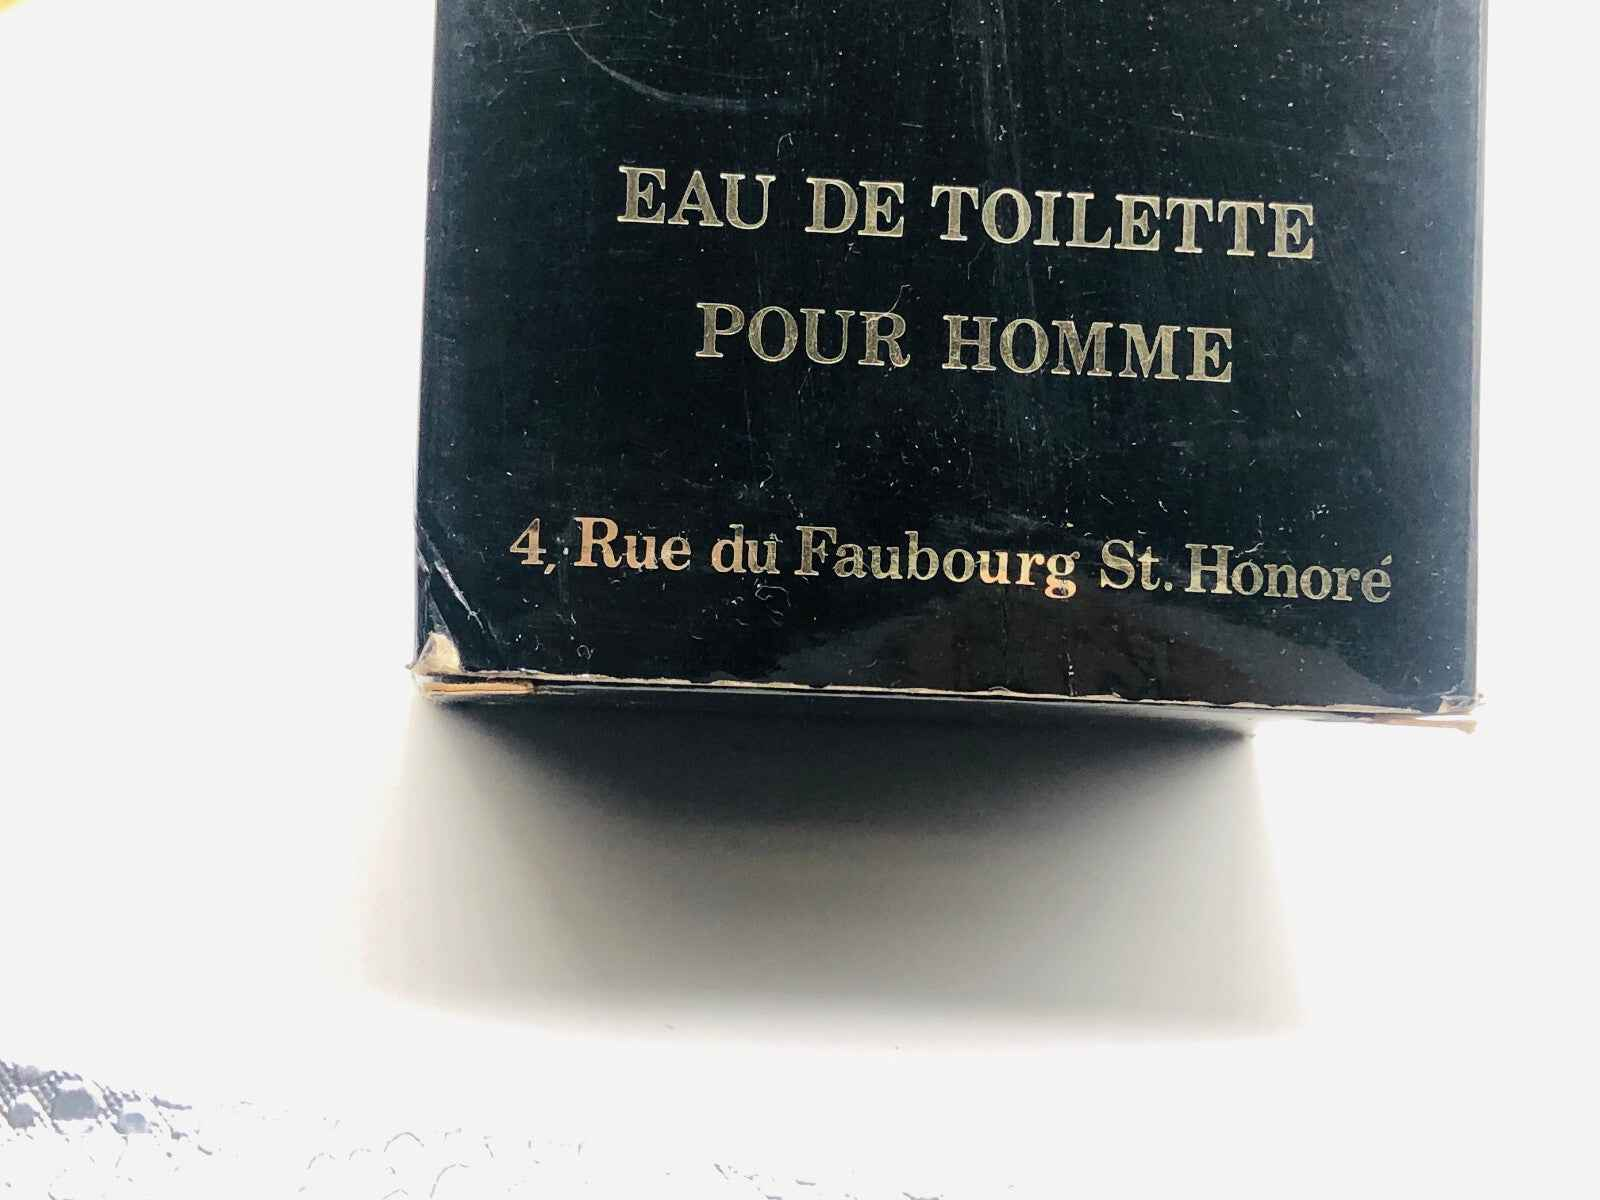 EAU DE TOILETTE
POUR HOMME
4, Rue du Faubourg St. Honoré